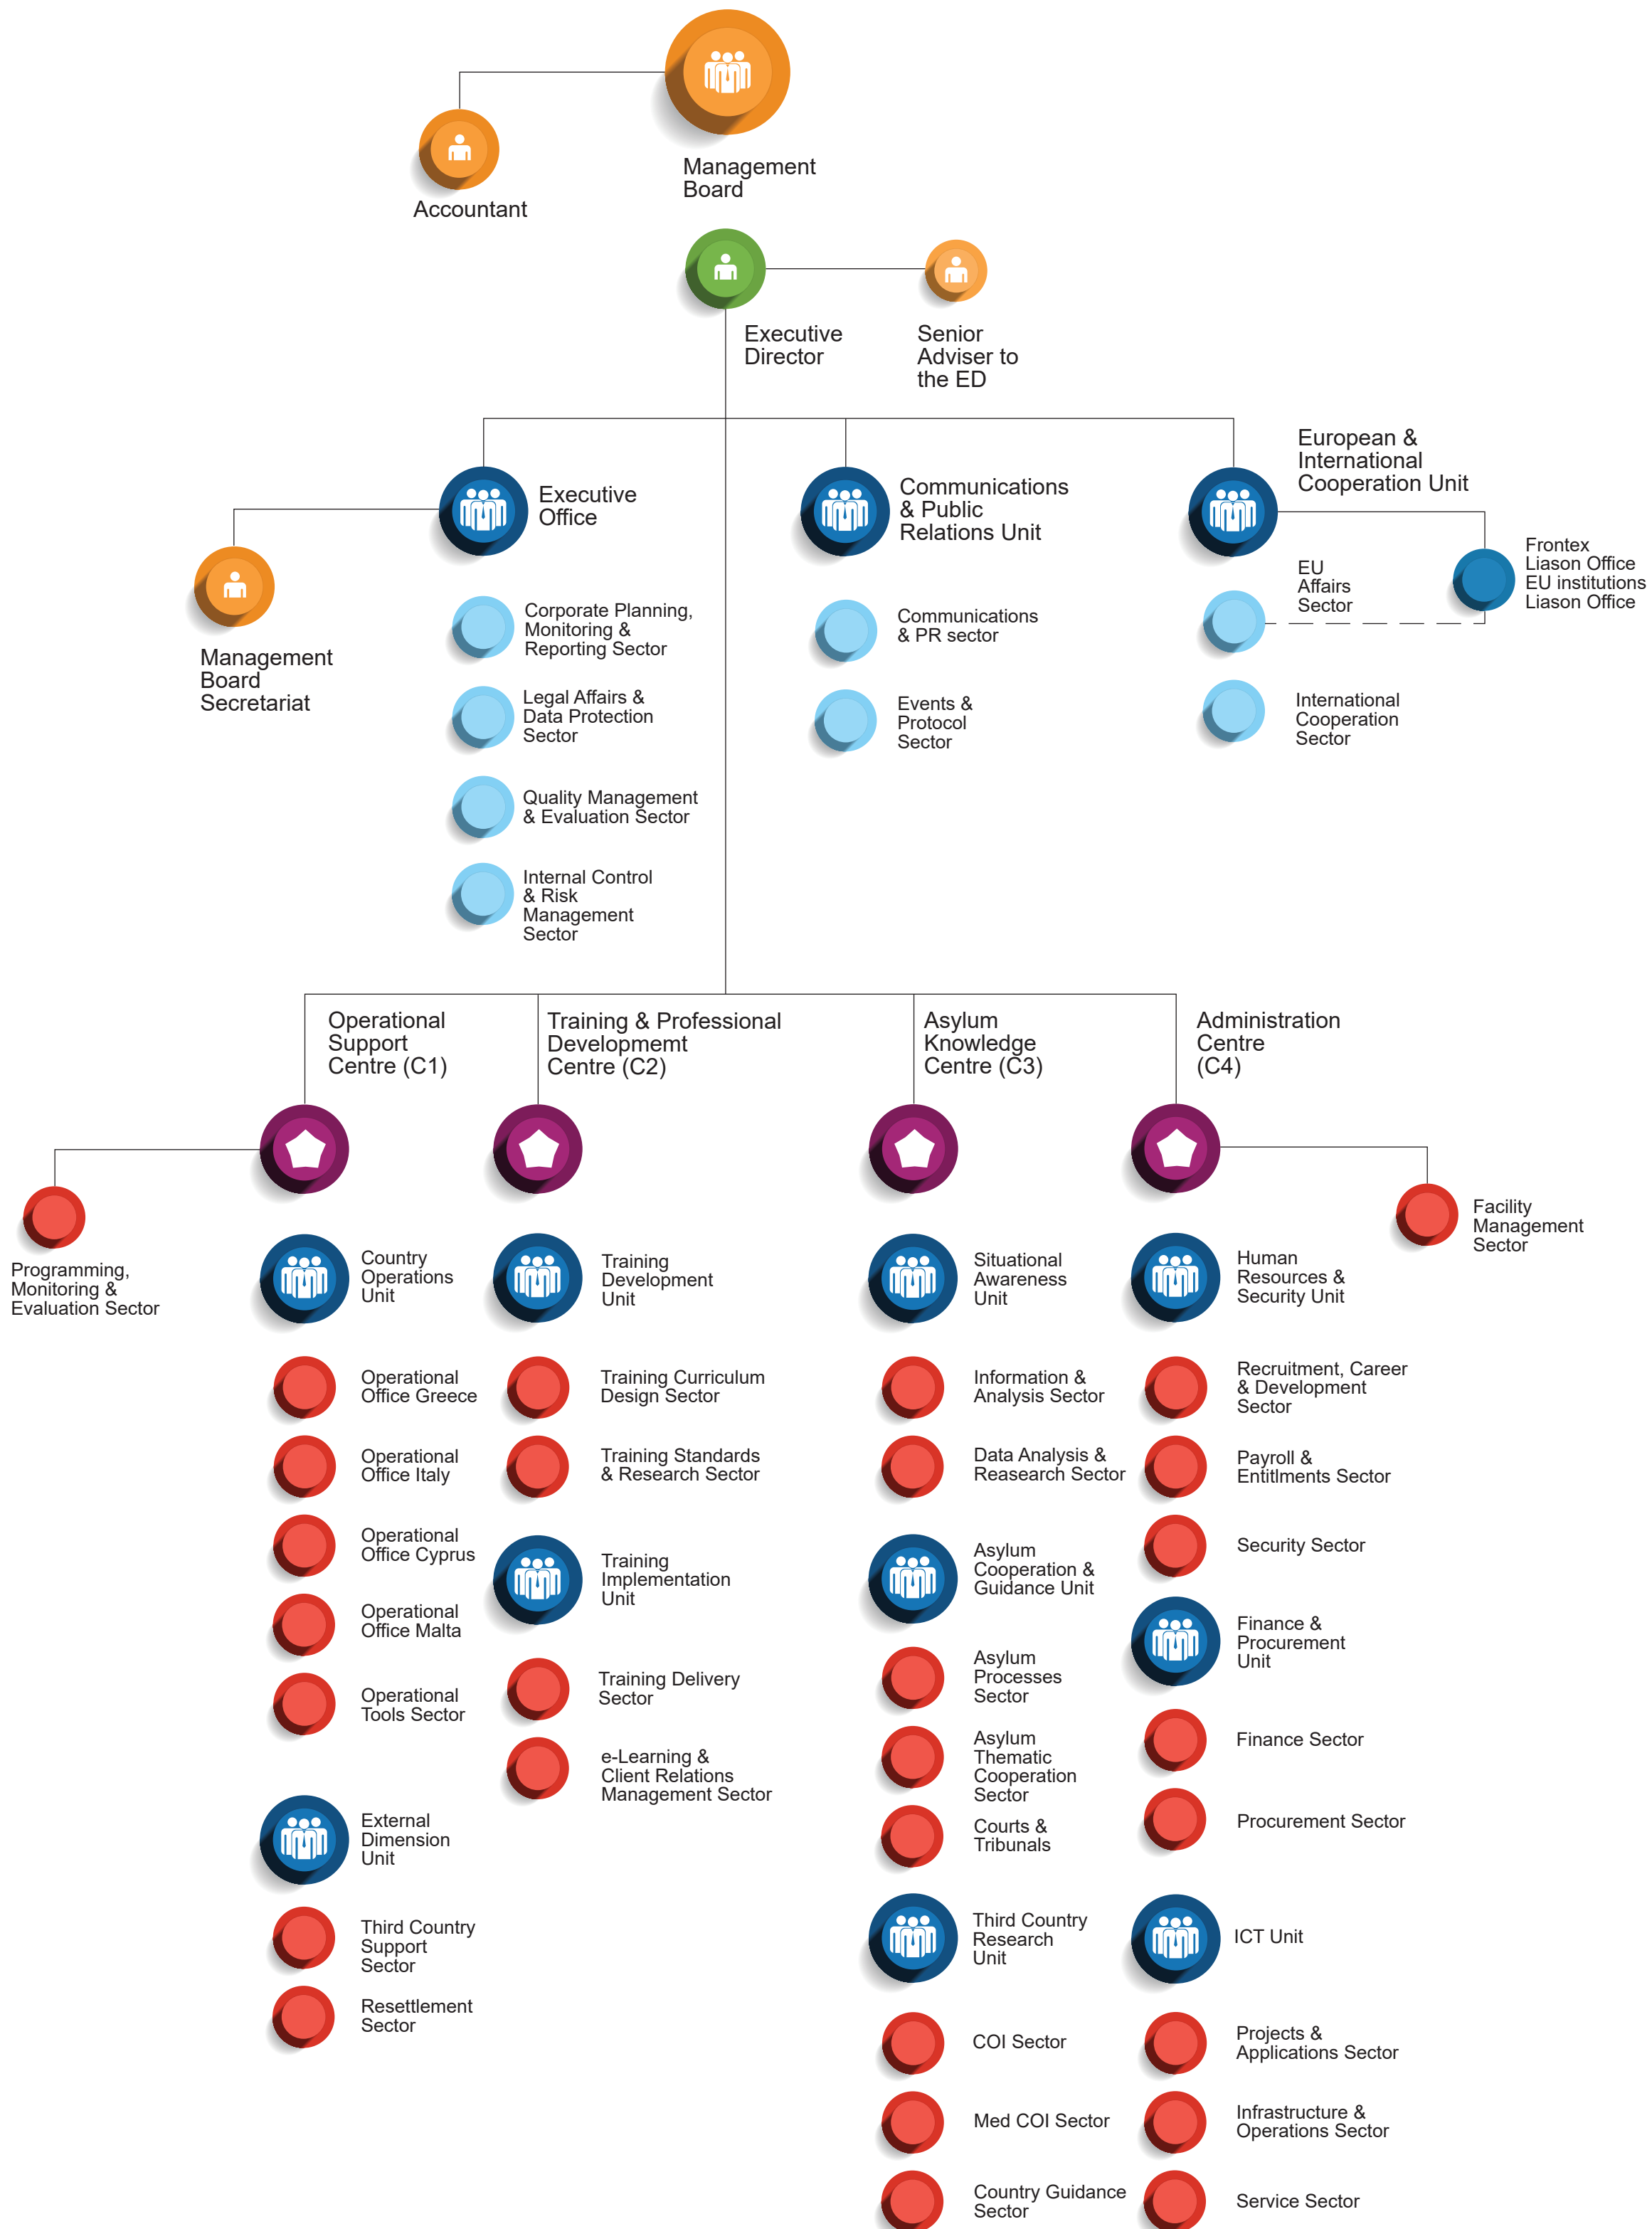 Management
Board
Accountant
Executive
Director
Senior
Adviser to
the ED
Executive
Office
Communications
& Public
Relations Unit
European &
International
Cooperation Unit
Frontex
Liason Office
EU institutions
Liason Office
Management
Board
Secretariat
Corporate Planning,
Monitoring &
Reporting Sector
Legal Affairs &
Data Protection
Sector
Quality Management
& Evaluation Sector
Internal Control
& Risk
Management
Sector
Communications
& PR sector
Events &
Protocol
Sector
EU
Affairs
Sector
International
Cooperation
Sector
Operational
Support
Centre (C1)
Training & Professional
Developmemt
Centre (C2)
Asylum
Knowledge
Centre (C3)
Administration
Centre
(C4)
Programming,
Monitoring &
Evaluation Sector
Country
Operations
Unit
Operational
Office Greece
Operational
Office Italy
Operational
Office Cyprus
Operational
Office Malta
Operational
Tools Sector
External
Dimension
Unit
Third Country
Support
Sector
Resettlement
Sector
Training
Development
Unit
Training Curriculum
Design Sector
Training Standards
& Research Sector
Training
Implementation
Unit
Training Delivery
Sector
e-Learning &
Client Relations
Management Sector
Situational
Awareness
Unit
Information &
Analysis Sector
Data Analysis &
Reasearch Sector
Asylum
Cooperation &
Guidance Unit
Asylum
Processes
Sector
Asylum
Thematic
Cooperation
Sector
Courts &
Tribunals
Third Country
Research
Unit
COI Sector
Med COI Sector
Country Guidance
Sector
Facility
Management
Sector
Human
Resources &
Security Unit
Recruitment, Career
& Development
Sector
Payroll &
Entitlments Sector
Security Sector
Finance &
Procurement
Unit
Finance Sector
Procurement Sector
ICT Unit
Projects &
Applications Sector
Infrastructure &
Operations Sector
Service Sector